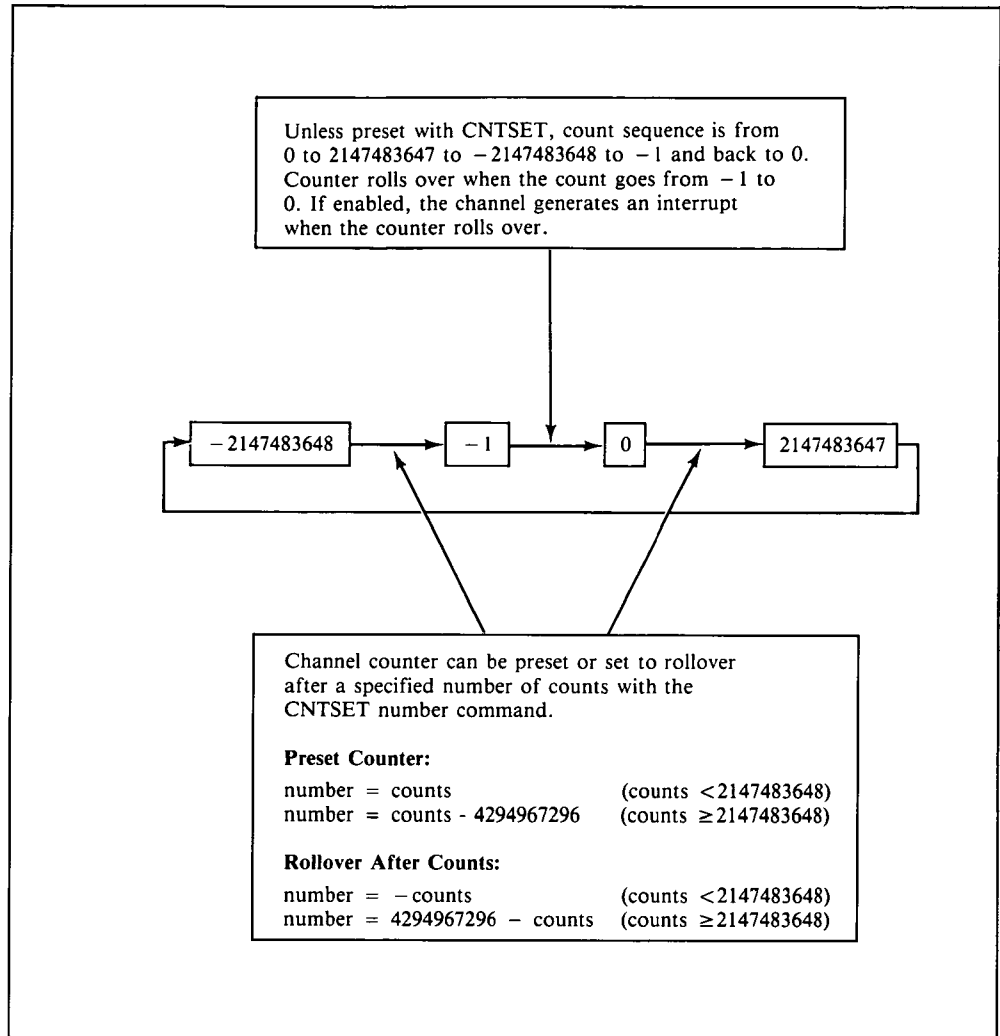 Unless preset with CNTSET, count sequence is from
0 to 2147483647 to −2147483648 to −1 and back to 0.
Counter rolls over when the count goes from −1 to
0. If enabled, the channel generates an interrupt
when the counter rolls over.
−2147483648
−1
0
2147483647
Channel counter can be preset or set to rollover
after a specified number of counts with the
CNTSET number command.
Preset Counter:
number = counts (counts <2147483648)
number = counts - 4294967296 (counts ≥2147483648)
Rollover After Counts:
number = −counts (counts <2147483648)
number = 4294967296 − counts (counts ≥2147483648)